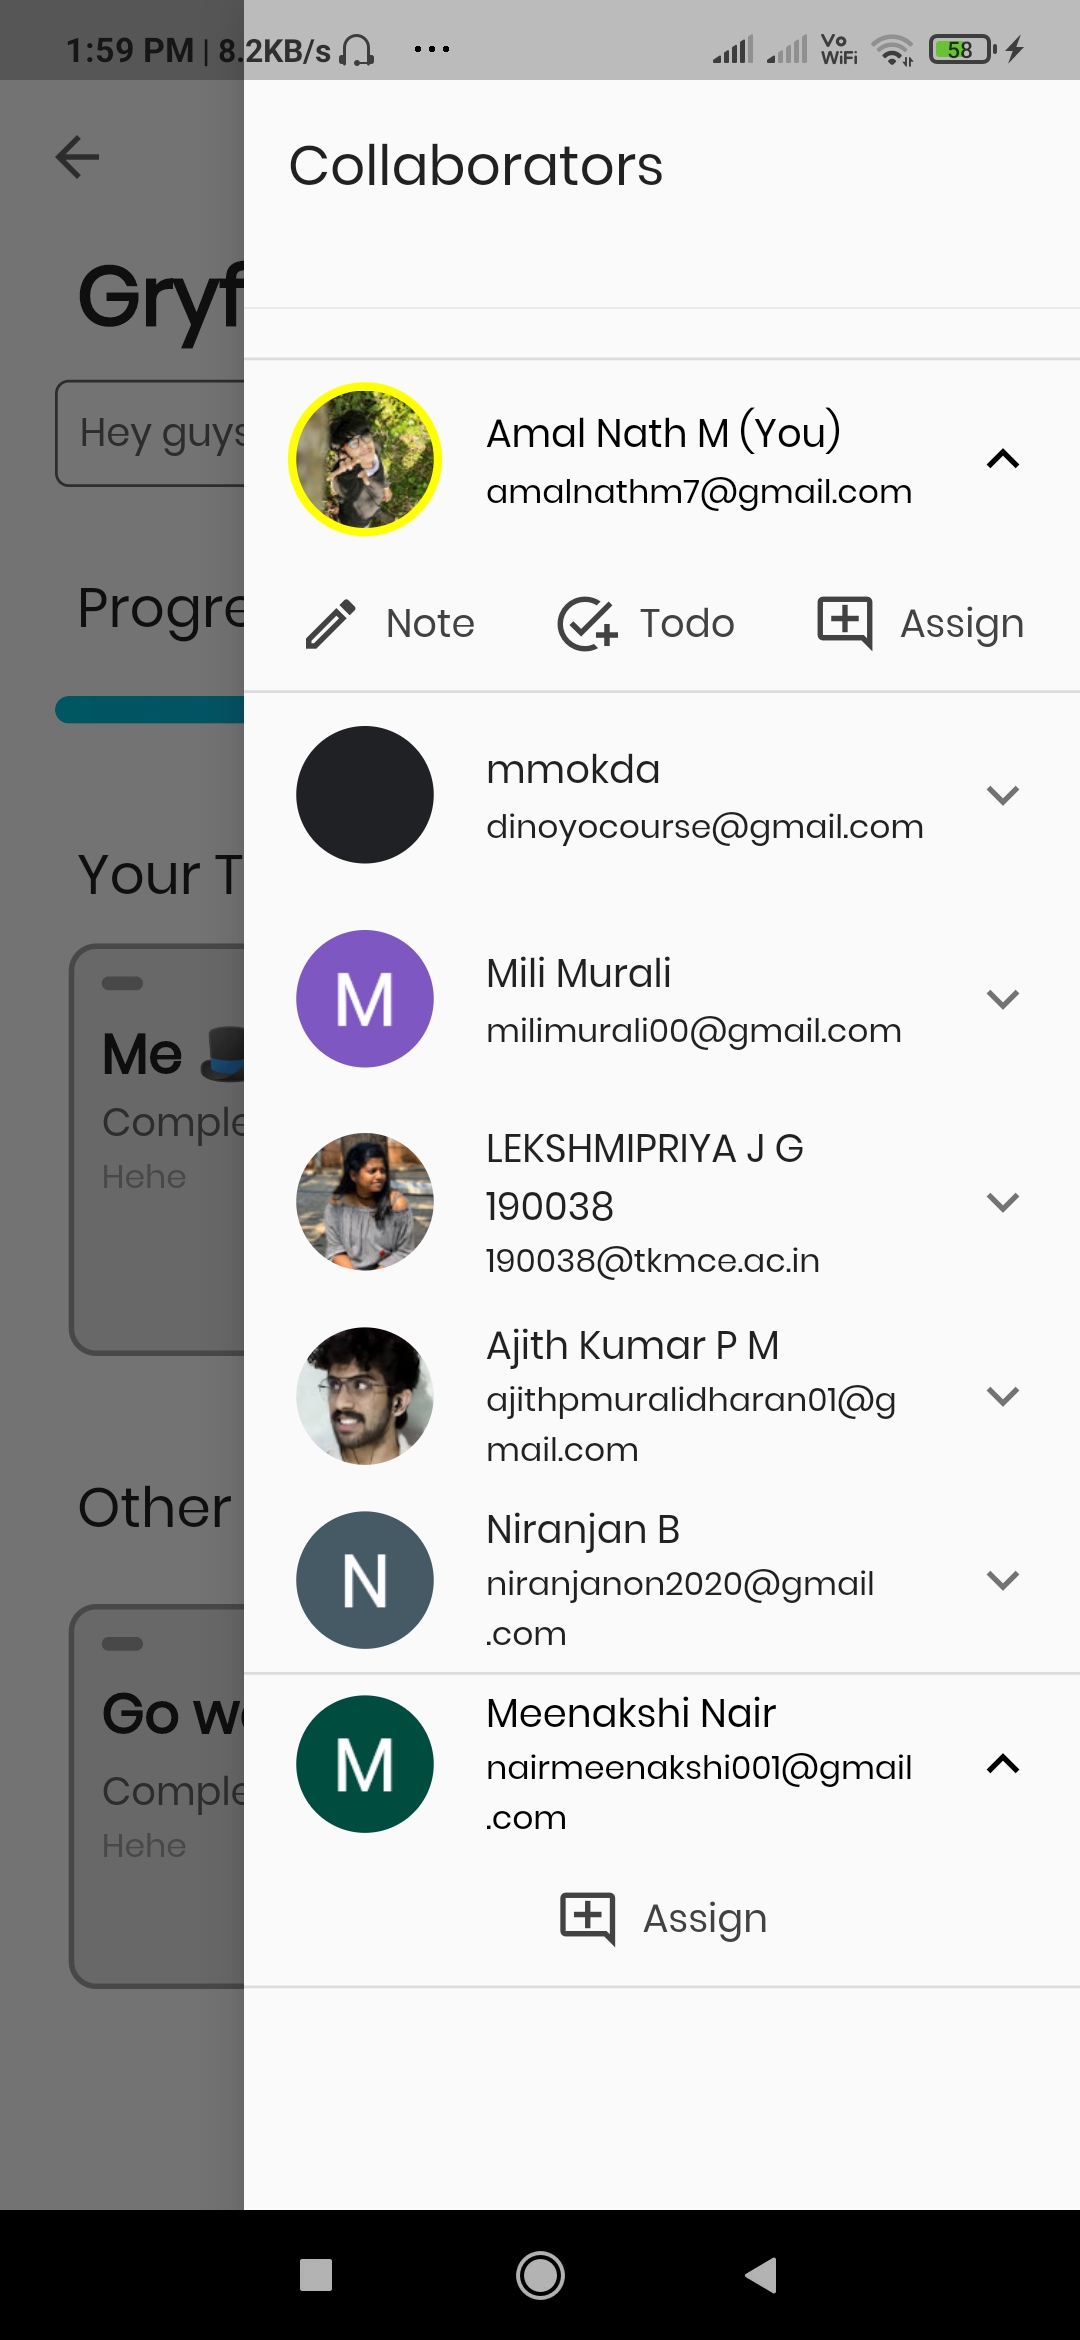 1:59 PM | 8.2KB/s
Vo
WiFi
58
Collaborators
Gryf
Hey guys
Amal Nath M (You)
amalnathm7@gmail.com
Progre
Note Todo Assign
mmokda
dinoyocourse@gmail.com
Your T
M
Mili Murali
milimurali00@gmail.com
Me
Comple
Hehe
LEKSHMIPRIYA J G
190038
190038@tkmce.ac.in
Ajith Kumar P M
ajithpmuralidharan01@g
mail.com
Other
N
Niranjan B
niranjanon2020@gmail
.com
Go w
Comple
Hehe
M
Meenakshi Nair
nairmeenakshi001@gmail
.com
Assign